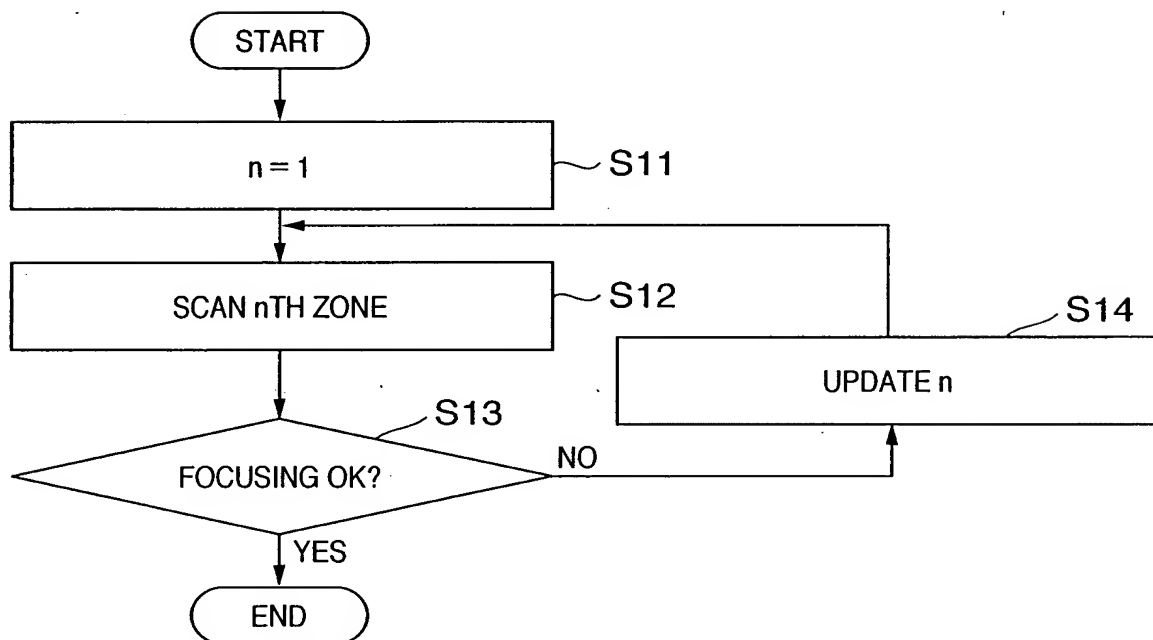 START
n = 1
S11
SCAN nTH ZONE
S12
S14
UPDATE n
S13
FOCUSING OK?
NO
YES
END